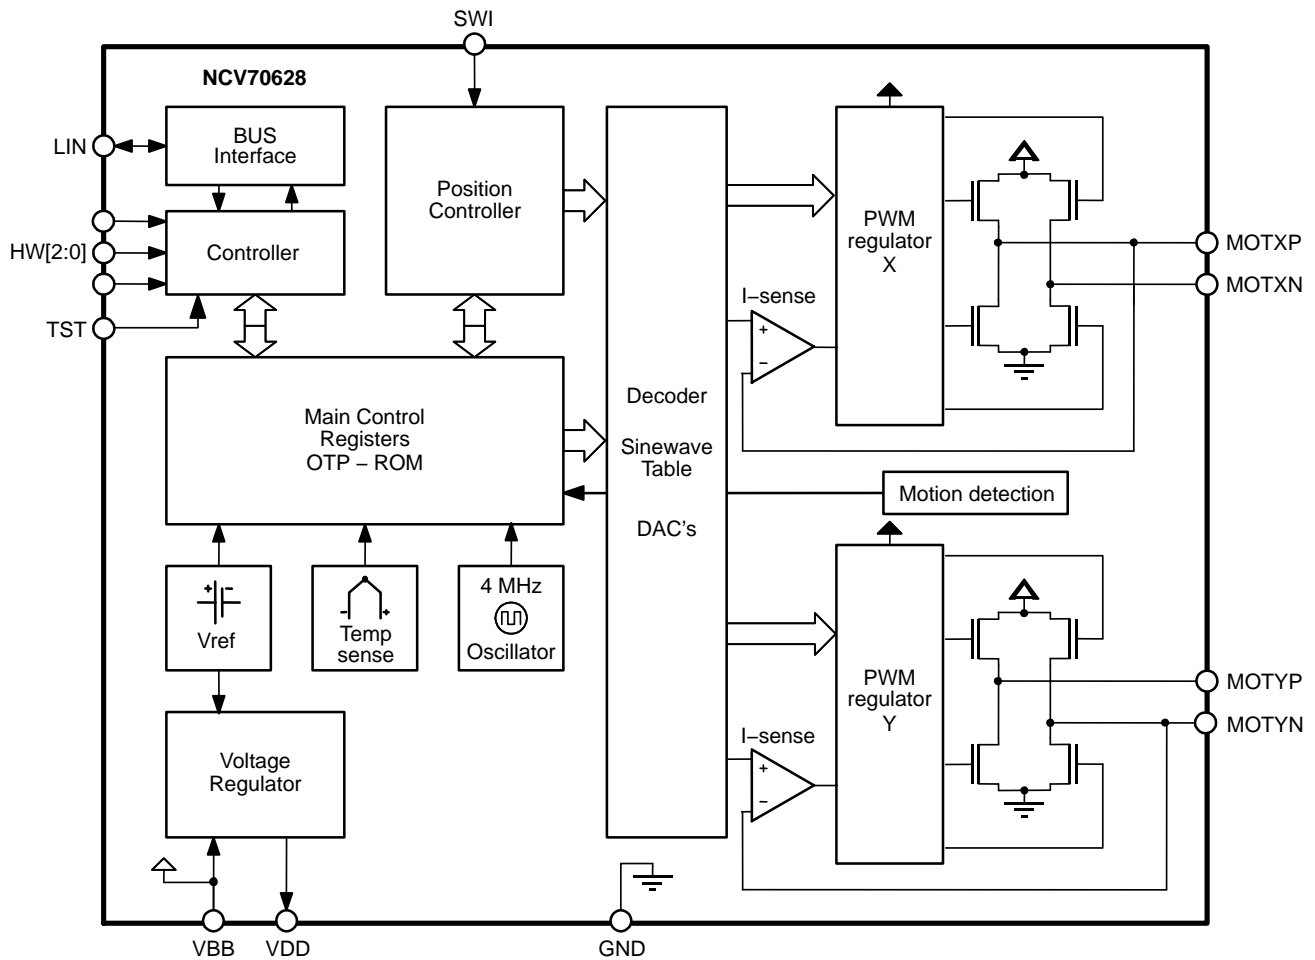 SWI
NCV70628
LIN
BUS
Interface
Position
Controller
HW[2:0]
Controller
TST
PWM
regulator
X
MOTXP
MOTXN
I−sense
+
−
Main Control
Registers
OTP − ROM
Decoder
Sinewave
Table
DAC's
Motion detection
+ −
Vref
− +
Temp
sense
4 MHz
Oscillator
PWM
regulator
Y
MOTYP
MOTYN
I−sense
+
−
Voltage
Regulator
VBB
VDD
GND